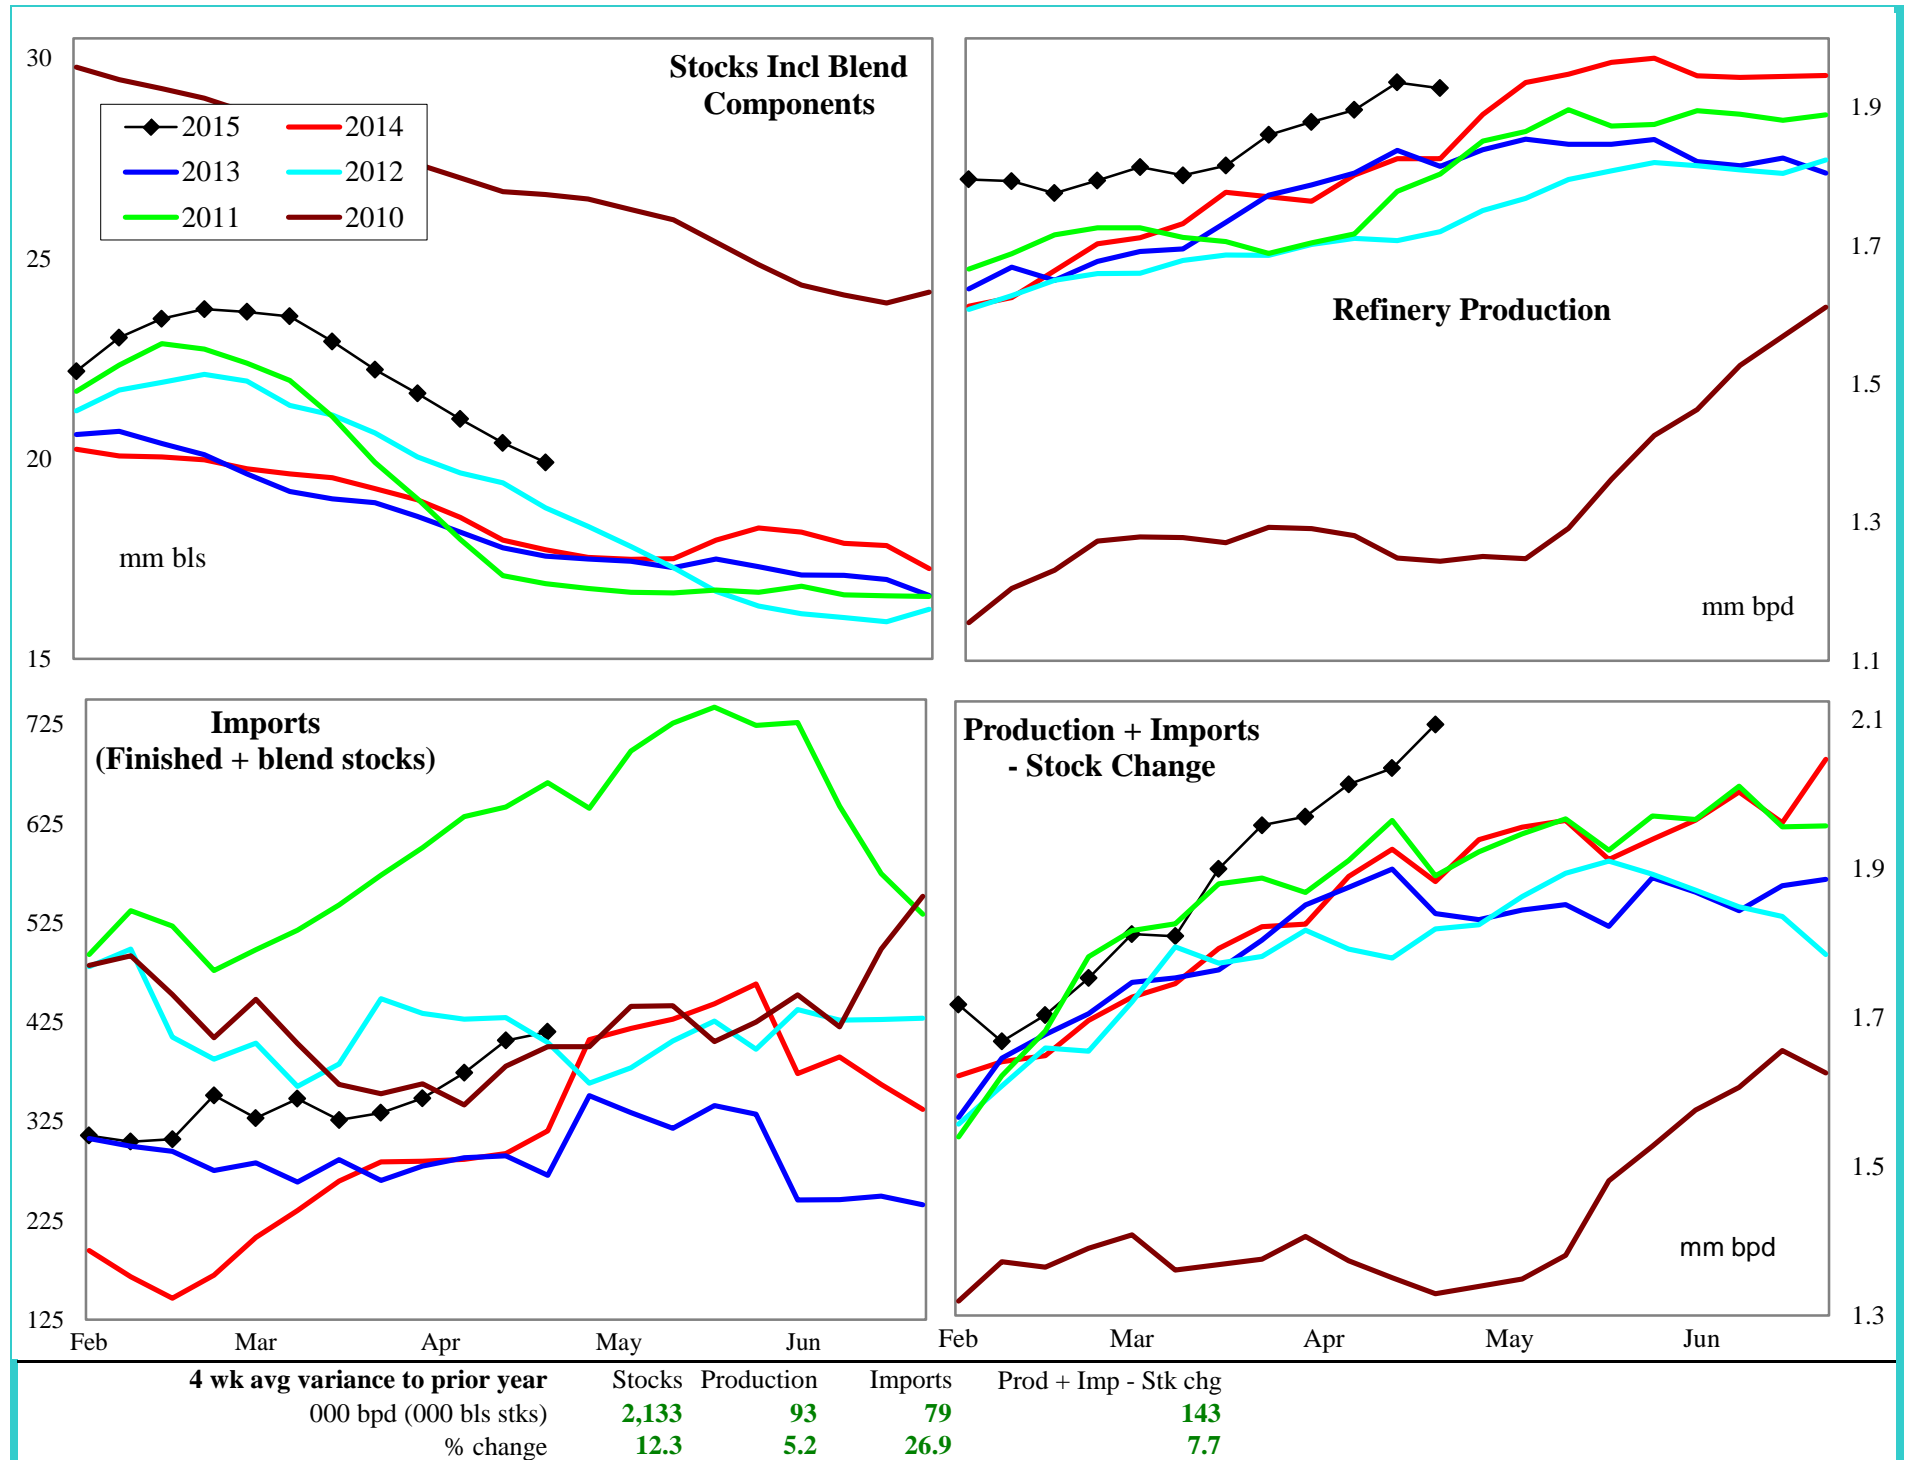 30
25
20
15
Stocks Incl Blend
Components
2015 2014
2013 2012
2011 2010
mm bls
Refinery Production
mm bpd
1.9
1.7
1.5
1.3
1.1
725
625
525
425
325
225
125
Imports
(Finished + blend stocks)
Feb Mar Apr May Jun
Production + Imports
- Stock Change
mm bpd
2.1
1.9
1.7
1.5
1.3
Feb Mar Apr May Jun
4 wk avg variance to prior year Stocks Production Imports Prod + Imp - Stk chg
000 bpd (000 bls stks) 2,133 93 79 143
% change 12.3 5.2 26.9 7.7